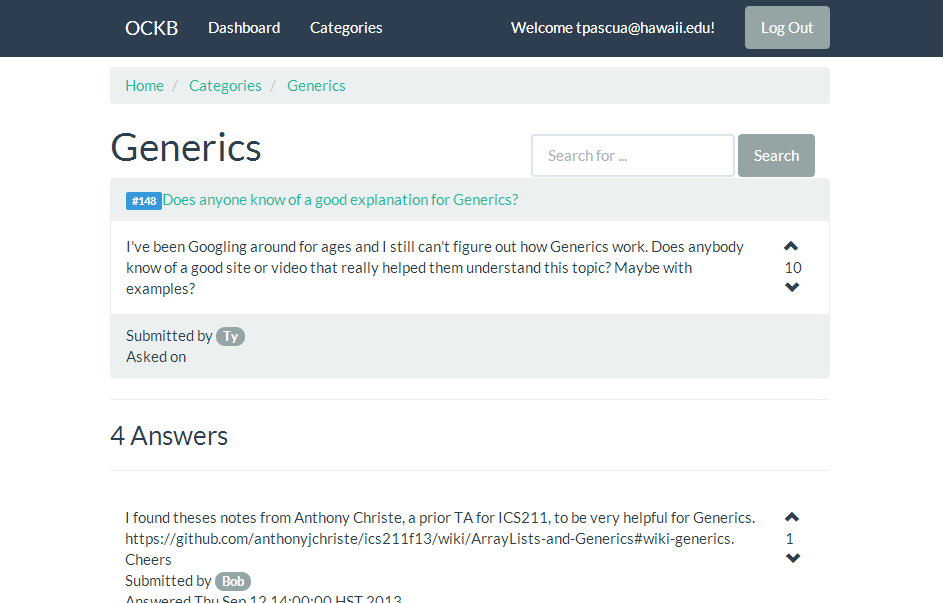 OCKB Dashboard Categories Welcome tpascua@hawaii.edu! Log Out
Home / Categories / Generics
Generics
Search for ... Search
#148 Does anyone know of a good explanation for Generics?
I've been Googling around for ages and I still can't figure out how Generics work. Does anybody
know of a good site or video that really helped them understand this topic? Maybe with
examples?
10
Submitted by Ty
Asked on
4 Answers
I found theses notes from Anthony Christe, a prior TA for ICS211, to be very helpful for Generics.
https://github.com/anthonyjchriste/ics211f13/wiki/ArrayLists-and-Generics#wiki-generics.
Cheers
1
Submitted by Bob
Answered Thu Sep 12 14:00:00 HST 2013